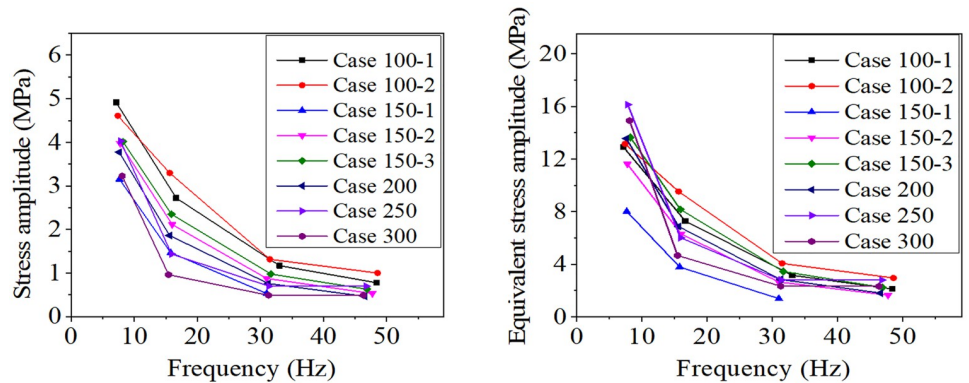 Stress amplitude (MPa)
6
5
4
3
2
1
0
0 10 20 30 40 50
Frequency (Hz)
Case 100-1
Case 100-2
Case 150-1
Case 150-2
Case 150-3
Case 200
Case 250
Case 300
Equivalent stress amplitude (MPa)
20
16
12
8
4
0
0 10 20 30 40 50
Frequency (Hz)
Case 100-1
Case 100-2
Case 150-1
Case 150-2
Case 150-3
Case 200
Case 250
Case 300